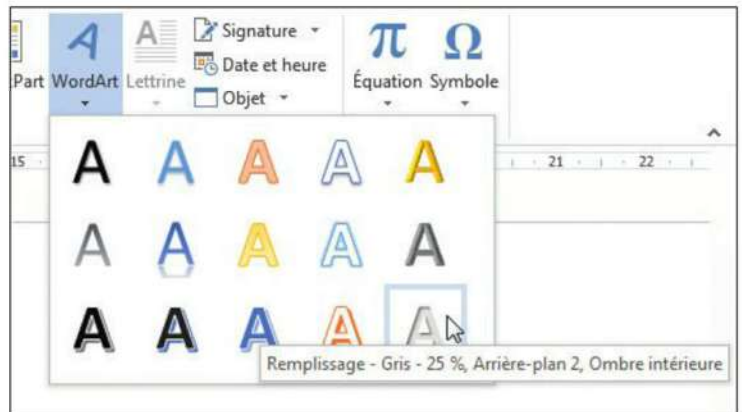 Signature
Date et heure
Part WordArt Lettrine
Objet
π Ω
Équation Symbole
15 21 22
A A A A A
A A A A A
A A A A A
Remplissage - Gris - 25 %, Arrière-plan 2, Ombre intérieure